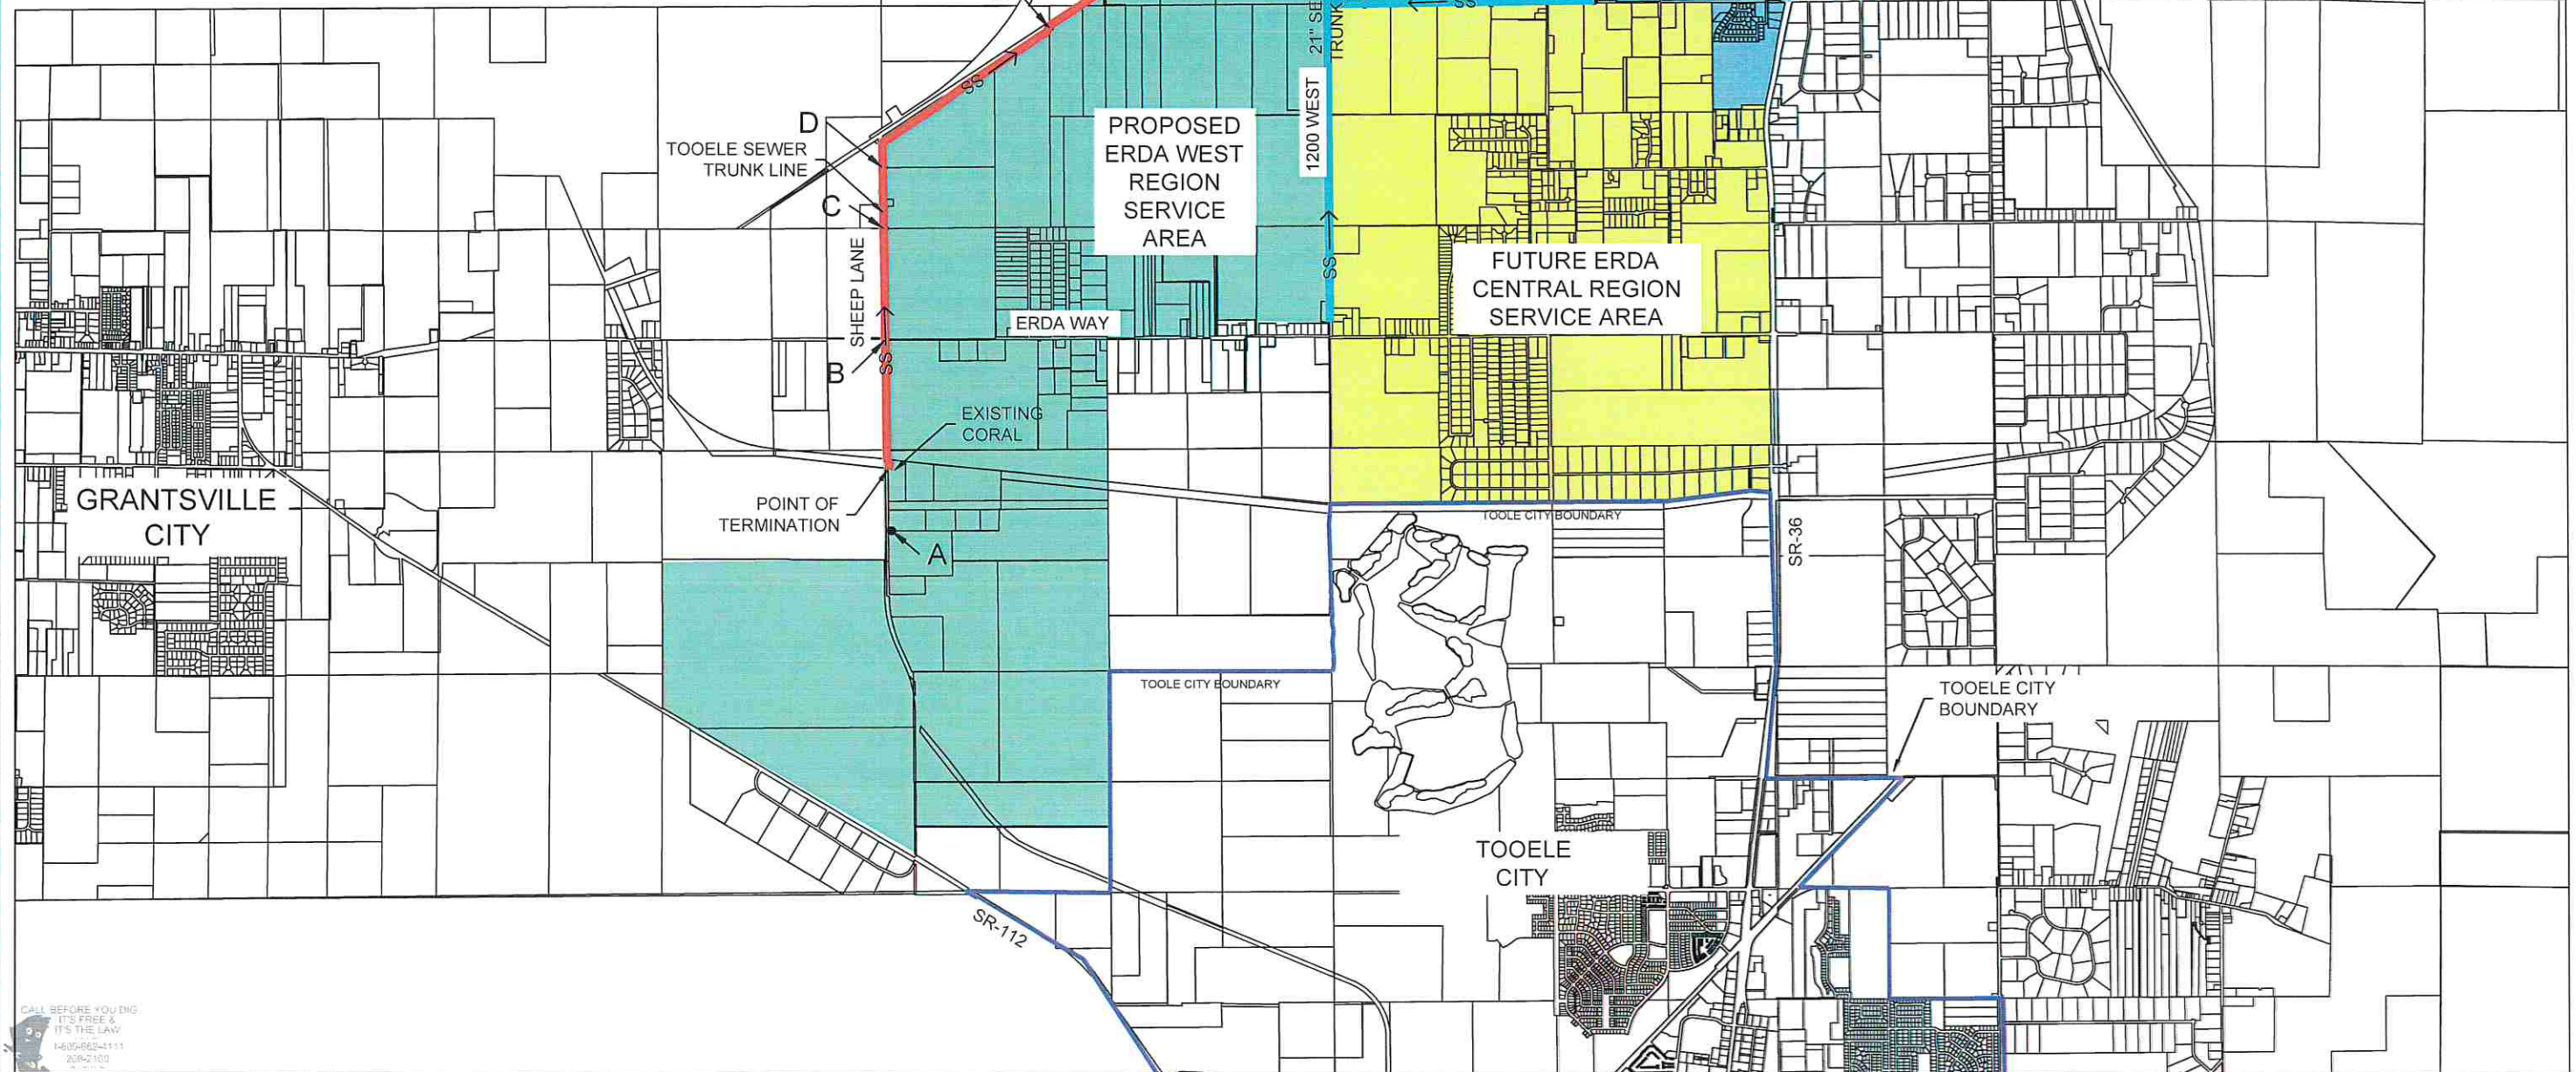 SS
21" SE
TRUNK
1200 WEST
SS
D
TOOELE SEWER
TRUNK LINE
PROPOSED
ERDA WEST
REGION
SERVICE
AREA
C
SHEEP LANE
SS
FUTURE ERDA
CENTRAL REGION
SERVICE AREA
ERDA WAY
B
SS
EXISTING
CORAL
GRANTSVILLE
CITY
POINT OF
TERMINATION
A
TOOLE CITY BOUNDARY
SR-36
TOOLE CITY BOUNDARY
TOOELE CITY
BOUNDARY
TOOELE
CITY
SR-112
CALL BEFORE YOU DIG
IT'S FREE &
IT'S THE LAW